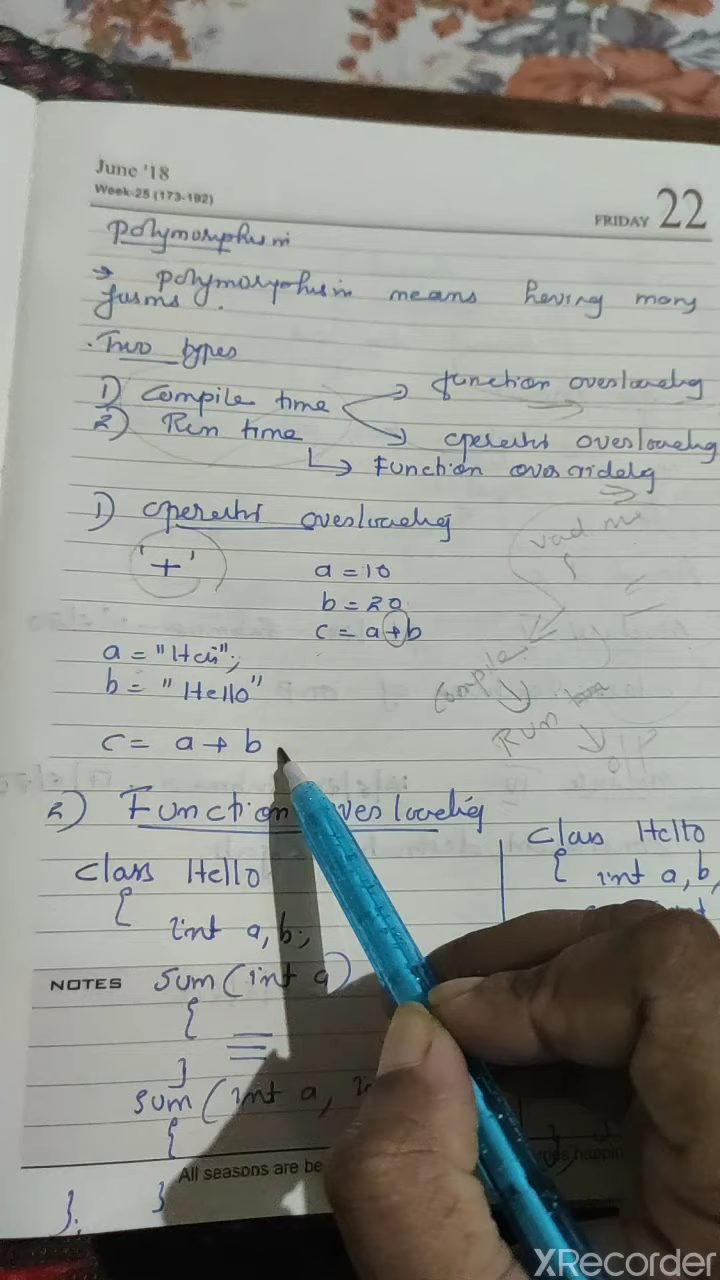 June '18
Week-25 (173-192)
FRIDAY 22
polymorphism
→ polymorphism means having many
forms.
Two types
1) Compile time → function overloading
→ operator overloading
2) Run time
↳ Function overriding
1) operator overloading
'+'
a = 10
b = 20
c = a + b
a = "Hai";
b = "Hello"
c = a + b
Compile
RUN
O/P
2) Function overloading
class Hello
{
int a, b;
NOTES sum (int a)
{
}
sum (int a,
{
}
};
class Hello
{ int a, b,
All seasons are be
XRecorder